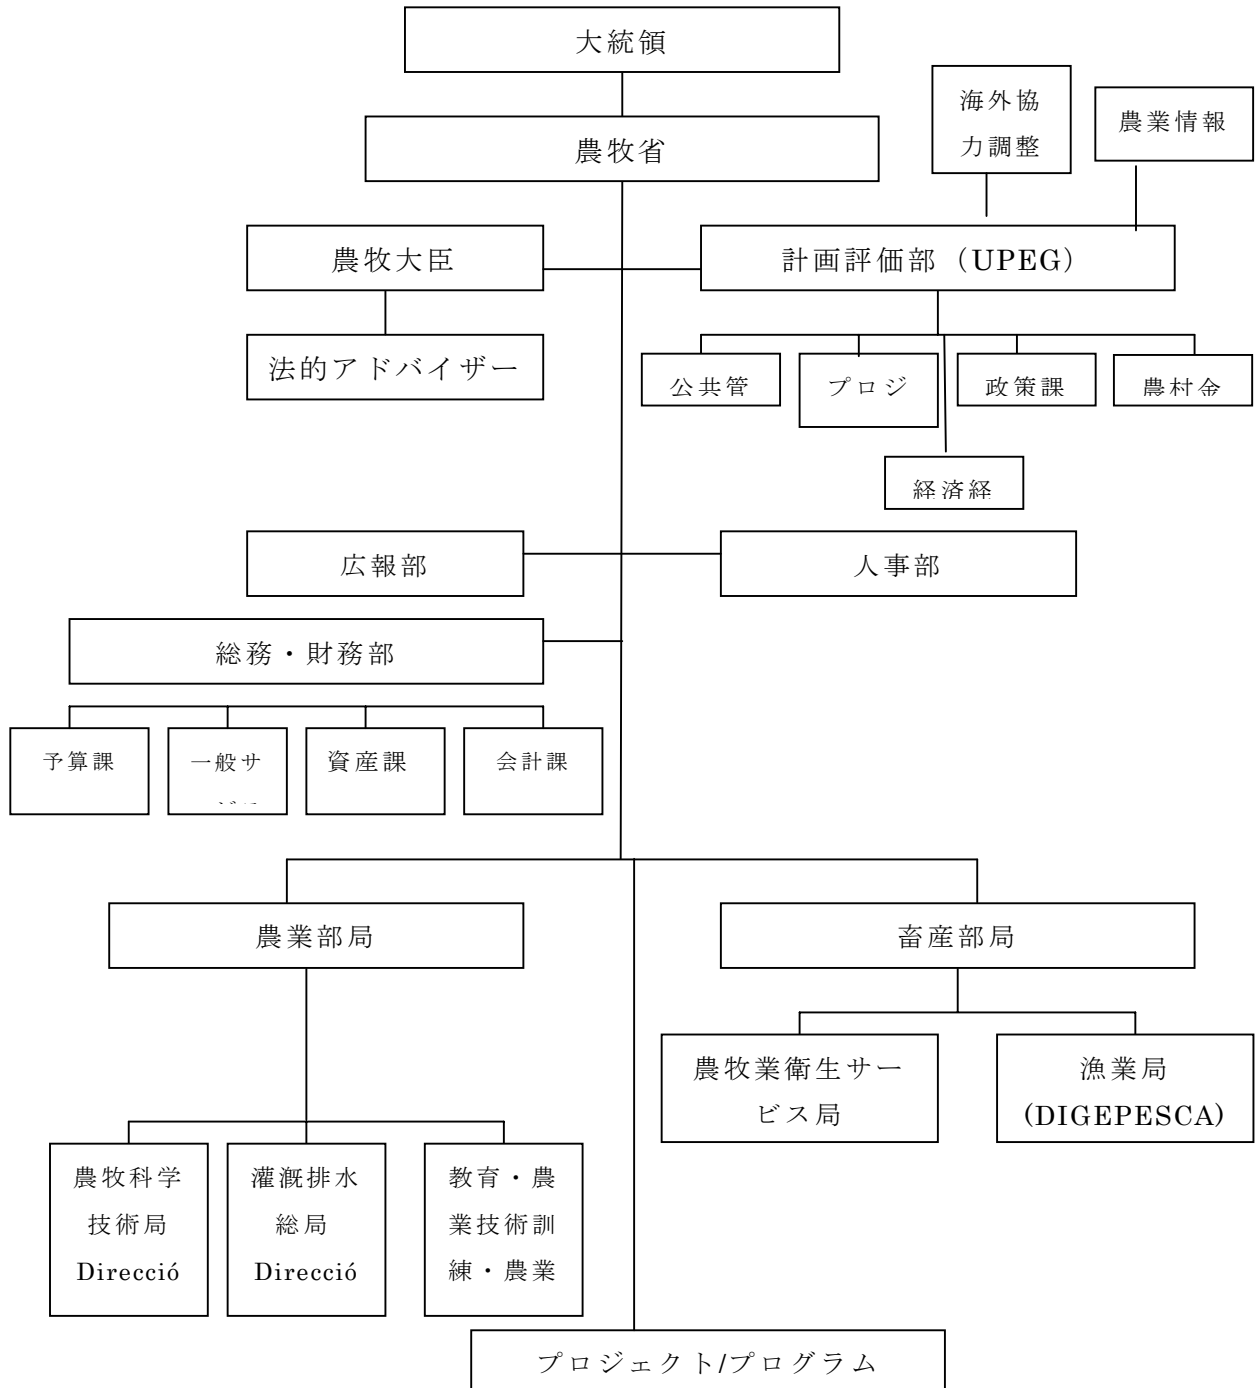 大統領
海外協
力調整
農業情報
農牧省
農牧大臣
計画評価部（UPEG）
法的アドバイザー
公共管
プロジ
政策課
農村金
経済経
広報部
人事部
総務・財務部
予算課
一般サ
資産課
会計課
農業部局
畜産部局
農牧業衛生サー
ビス局
漁業局
(DIGEPESCA)
農牧科学
技術局
Direcció
灌漑排水
総局
Direcció
教育・農
業技術訓
練・農業
プロジェクト/プログラム